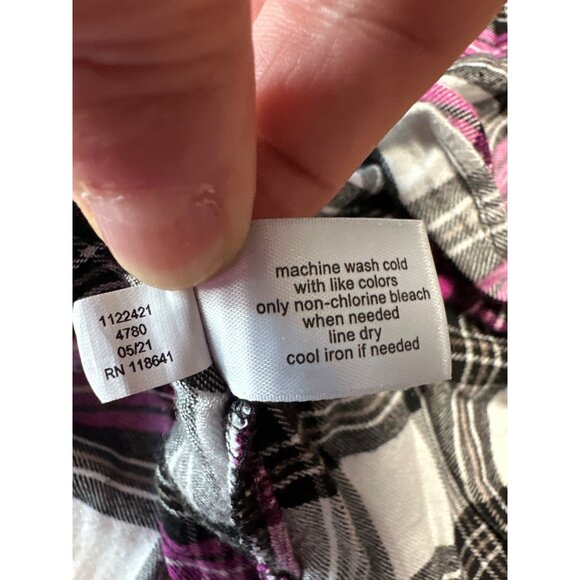 1122421
4780
05/21
RN 118641
machine wash cold
with like colors
only non-chlorine bleach
when needed
line dry
cool iron if needed